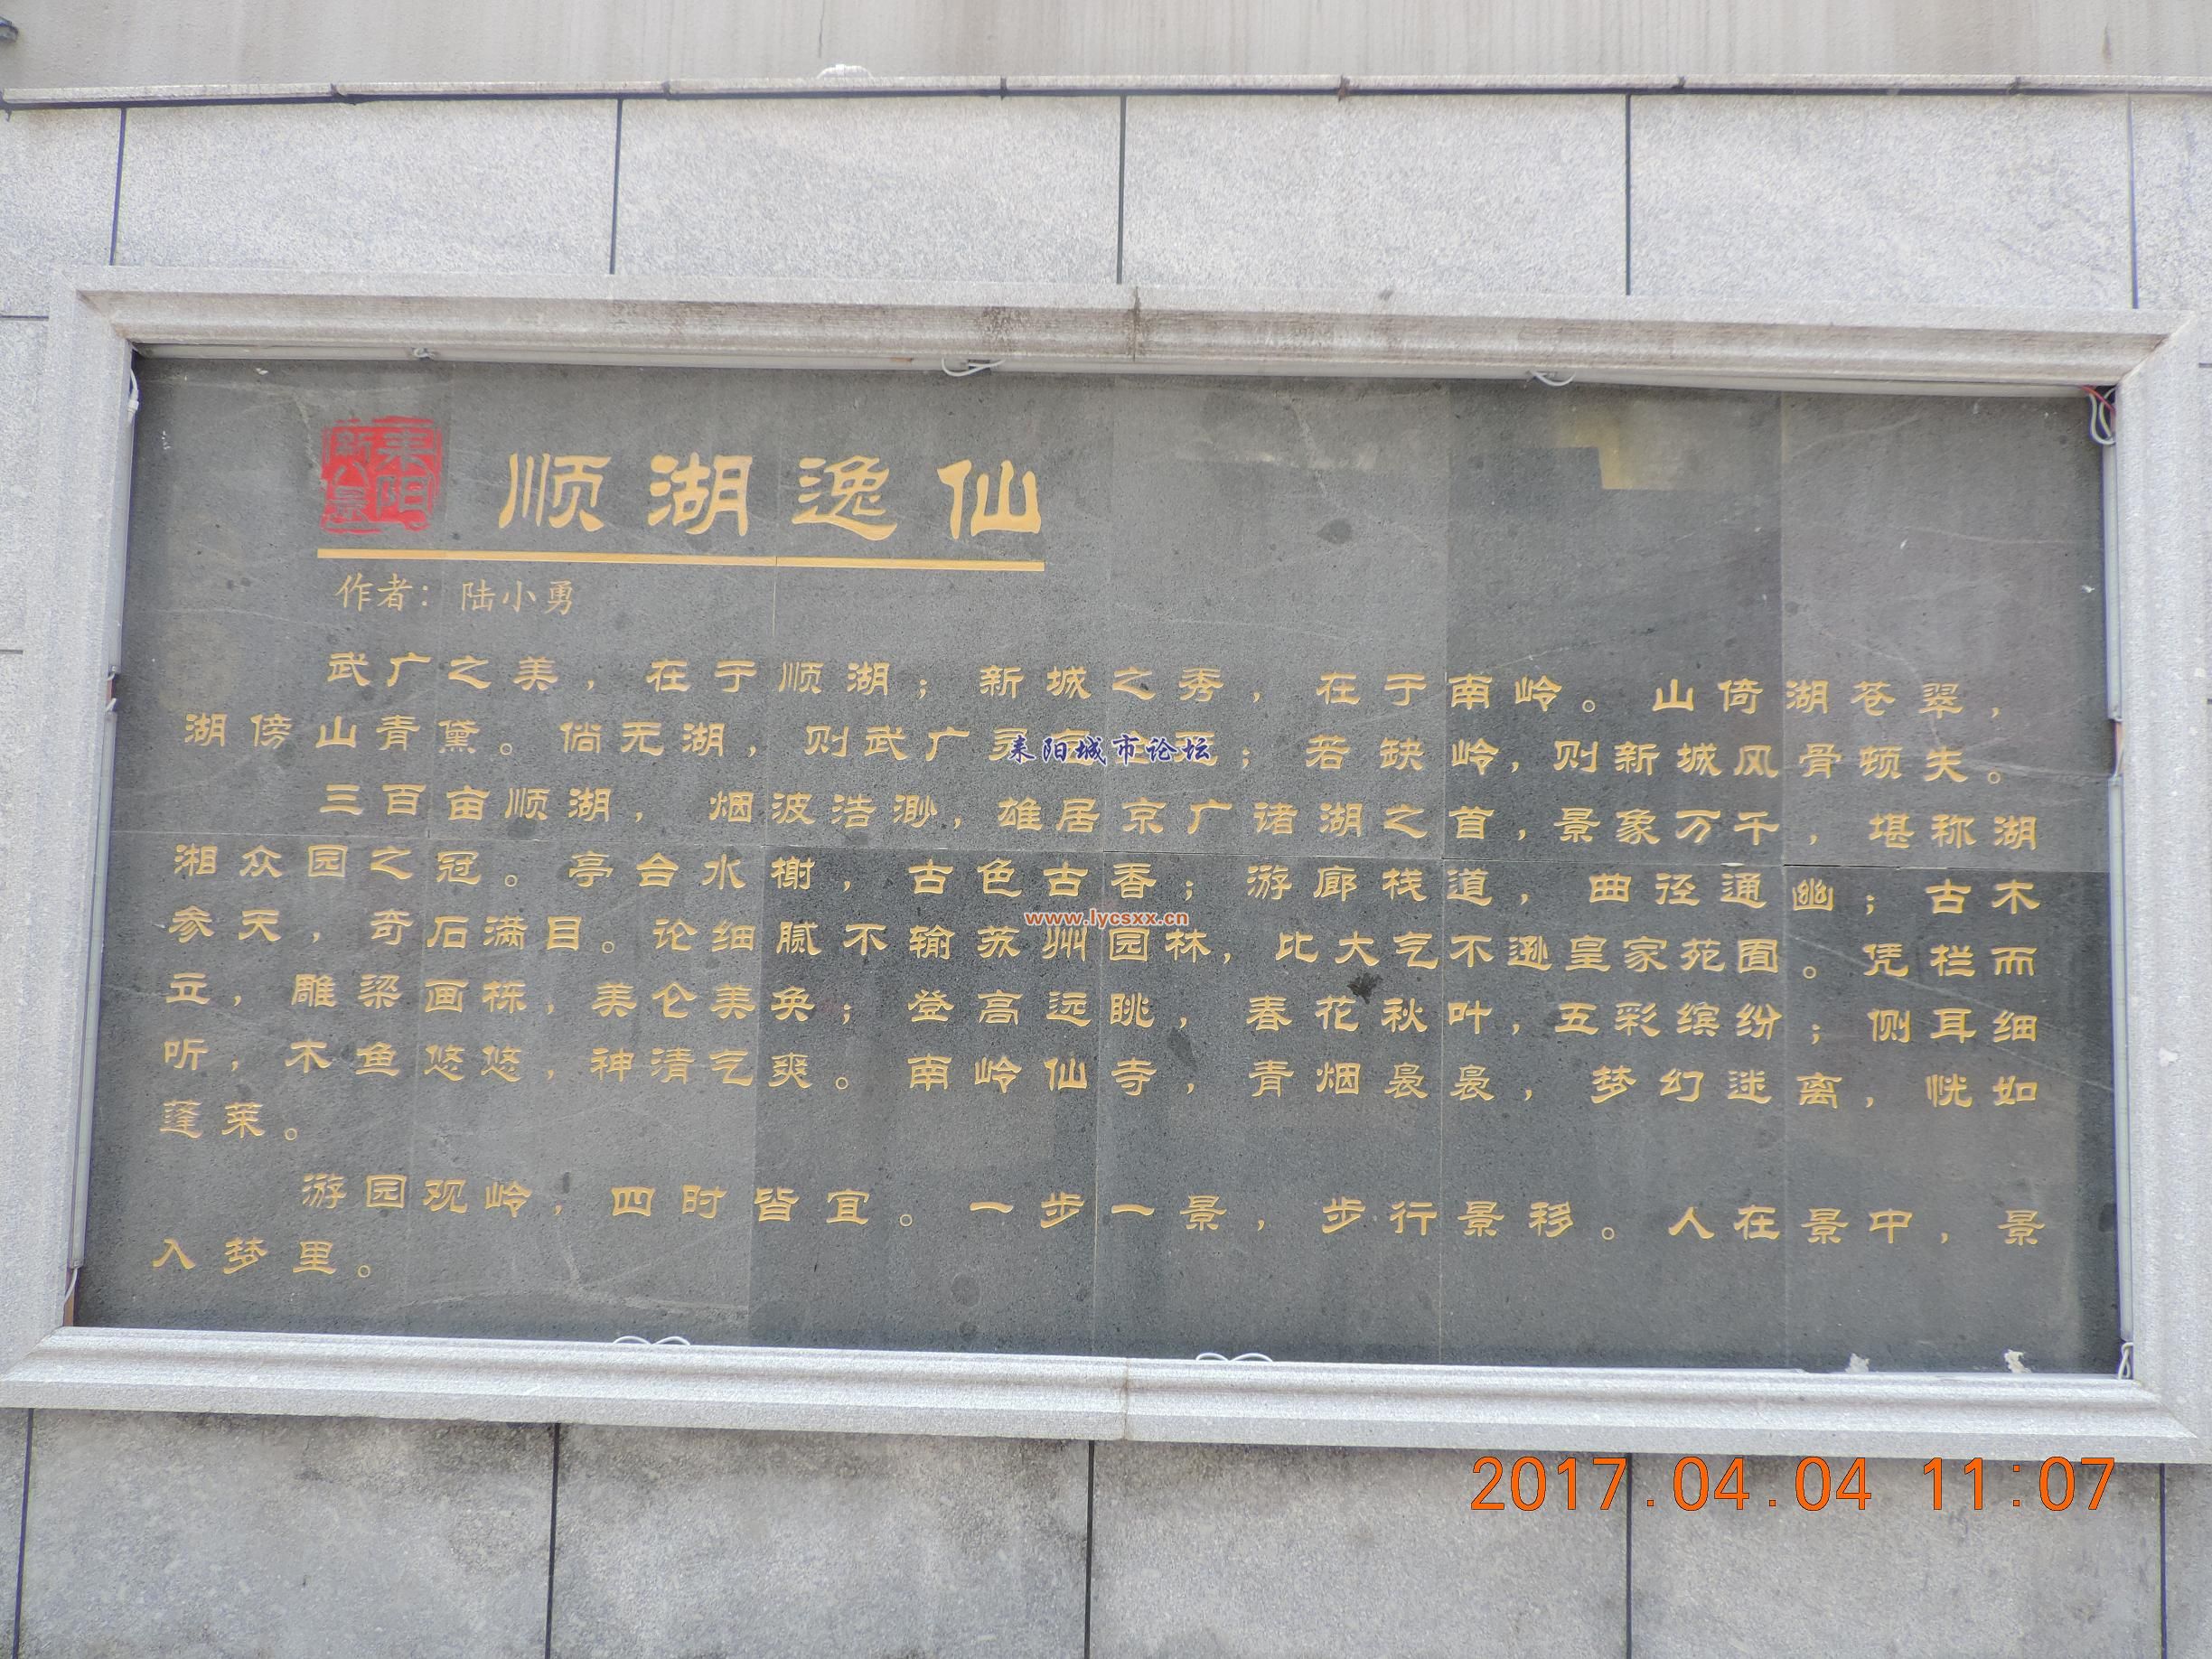 耒阳
新八景
顺湖逸仙
作者：陆小勇
武广之美，在于顺湖；新城之秀，在于南岭。山倚湖苍翠，
湖傍山青黛。倘无湖，则武广；若缺岭，则新城风骨顿失。
耒阳城市论坛
三百亩顺湖，烟波浩渺，雄居京广诸湖之首，景象万千，堪称湖
湘众园之冠。亭台水榭，古色古香；游廊栈道，曲径通幽；古木
www.lycsxx.cn
参天，奇石满目。论细腻不输苏州园林，比大气不逊皇家苑囿。凭栏而
立，雕梁画栋，美仑美奂；登高远眺，春花秋叶，五彩缤纷；侧耳细
听，木鱼悠悠，神清气爽。南岭仙寺，青烟袅袅，梦幻迷离，恍如
蓬莱。
游园观岭，四时皆宜。一步一景，步行景移。人在景中，景
入梦里。
2017.04.04 11:07